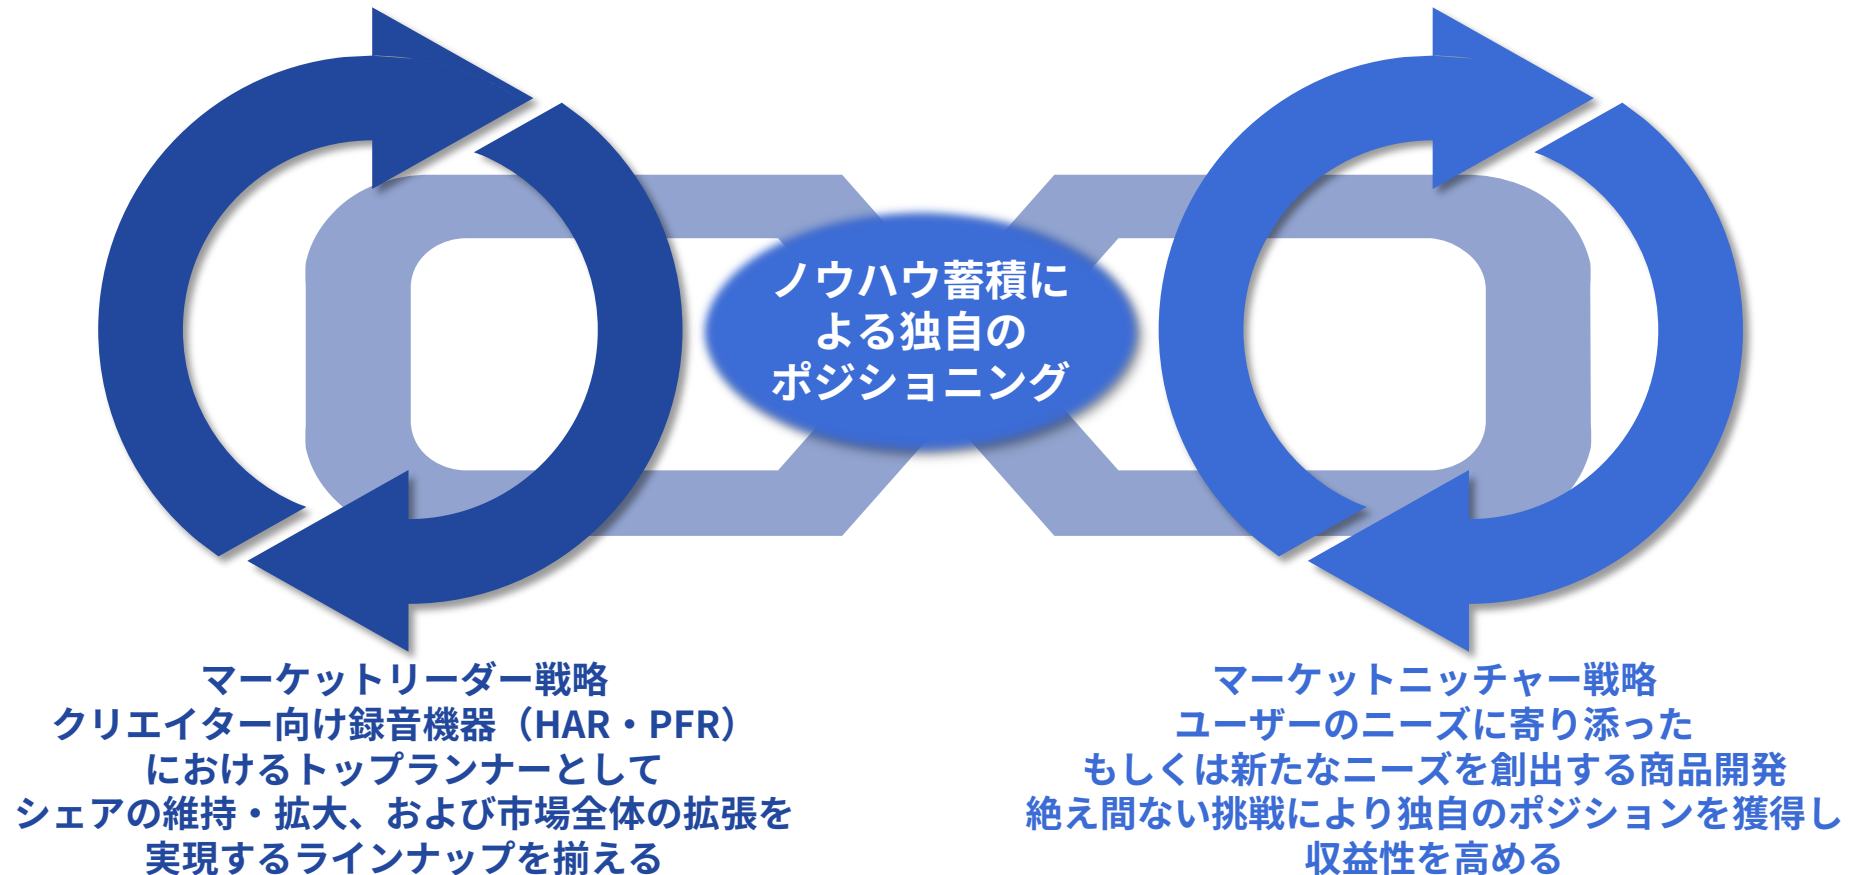 ノウハウ蓄積に
よる独自の
ポジショニング
マーケットリーダー戦略
クリエイター向け録音機器（HAR・PFR）
におけるトップランナーとして
シェアの維持・拡大、および市場全体の拡張を
実現するラインナップを揃える
マーケットニッチャー戦略
ユーザーのニーズに寄り添った
もしくは新たなニーズを創出する商品開発
絶え間ない挑戦により独自のポジションを獲得し
収益性を高める